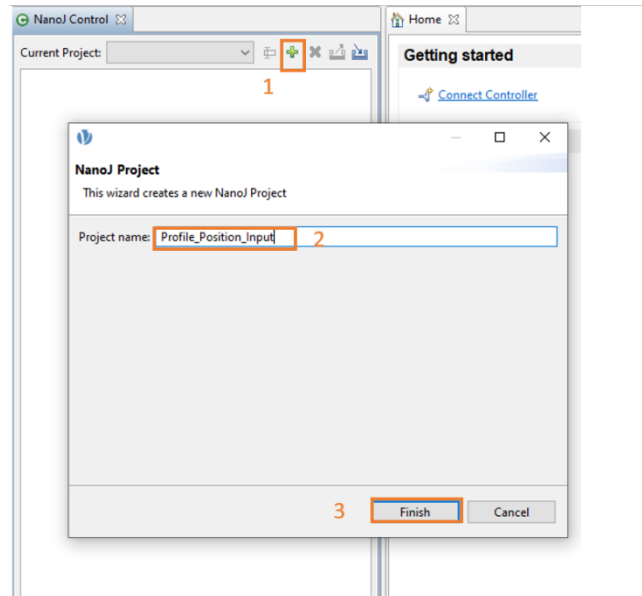 NanoJ Control
Home
Current Project:
1
Getting started
Connect Controller
NanoJ Project
This wizard creates a new NanoJ Project
Project name: Profile_Position_Input 2
3 Finish Cancel